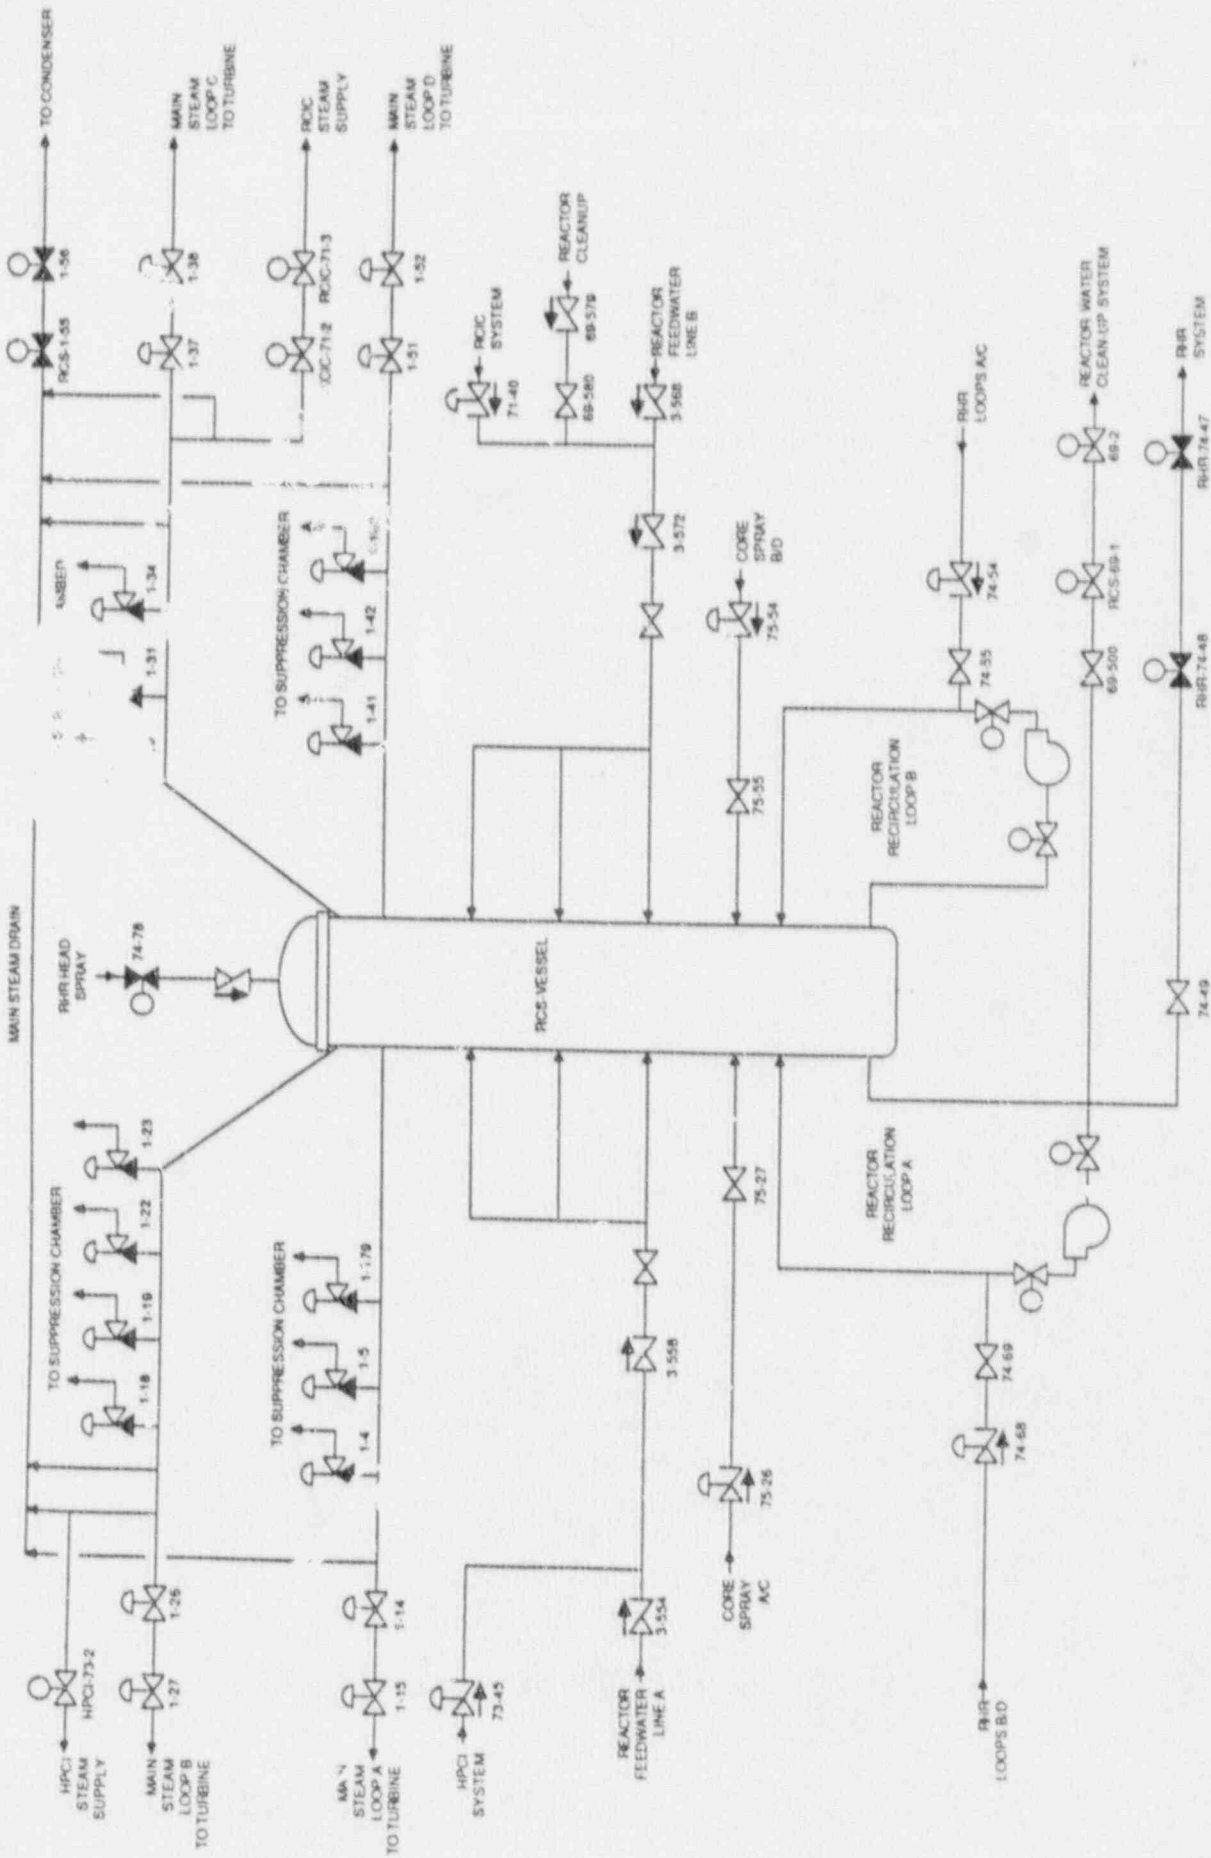 MAIN STEAM DRAIN
TO CONDENSER
RCS-1-55
1-56
MAIN
STEAM
LOOP C
TO TURBINE
1-37
1-38
RCIC
STEAM
SUPPLY
RCIC-71-3
MAIN
STEAM
LOOP D
TO TURBINE
1-51
1-52
1-31
1-34
TO SUPPRESSION CHAMBER
1-41
1-42
RHR HEAD
SPRAY
74-78
TO SUPPRESSION CHAMBER
1-18
1-19
1-22
1-23
HPCI
STEAM
SUPPLY
HPCI-73-2
MAIN
STEAM
LOOP B
TO TURBINE
1-27
1-26
TO SUPPRESSION CHAMBER
1-4
1-5
STEAM
LOOP A
TO TURBINE
1-15
1-14
HPCI
SYSTEM
73-45
REACTOR
FEEDWATER
LINE A
3-554
3-558
CORE
SPRAY
A/C
75-26
75-27
RCS-VESSEL
RCIC
SYSTEM
71-40
REACTOR
CLEANUP
69-580
69-579
REACTOR
FEEDWATER
LINE B
3-568
3-572
CORE
SPRAY
B/D
75-54
75-55
REACTOR
RECIRCULATION
LOOP A
REACTOR
RECIRCULATION
LOOP B
RHR
LOOPS A/C
74-54
74-55
RHR
LOOPS B/D
74-68
74-69
REACTOR WATER
CLEAN-UP SYSTEM
69-500
RCS-69-1
69-2
RHR
SYSTEM
74-49
RHR-74-48
RHR-74-47